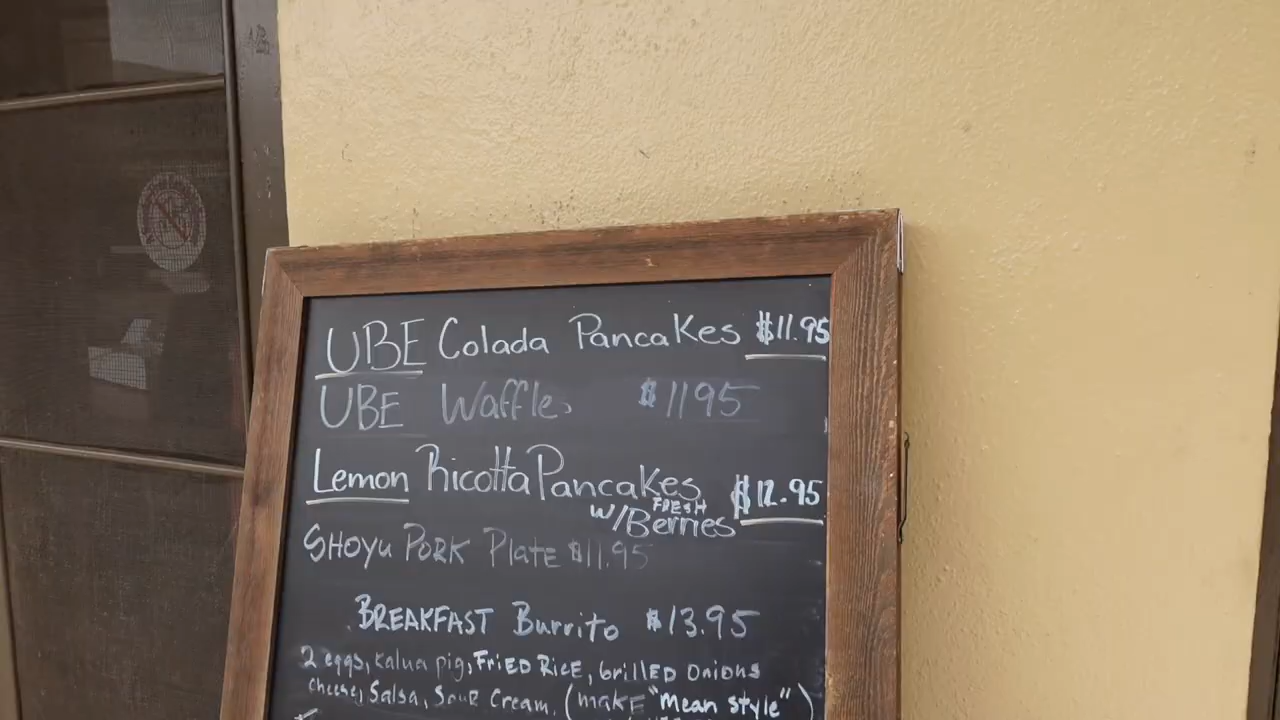 UBE Colada Pancakes $11.95
UBE Waffles $1195
Lemon Ricotta Pancakes $12.95
w/ FRESH Berries
SHOYU PORK Plate $11.95
BREAKFAST Burrito $13.95
2 eggs, kalua pig, FRIED RICE, GRILLED ONIONS
cheese, Salsa, SOUR Cream, (make "Mean style")